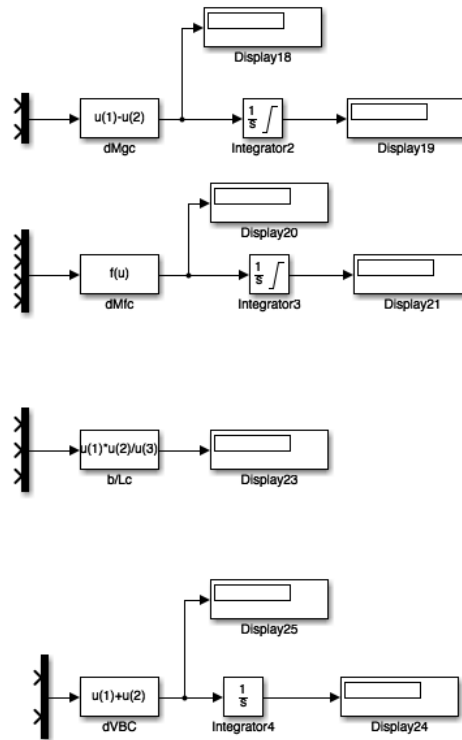 Display18
u(1)-u(2)
1
s
dMgc
Integrator2
Display19
Display20
f(u)
1
s
dMfc
Integrator3
Display21
u(1)*u(2)/u(3)
b/Lc
Display23
Display25
u(1)+u(2)
1
s
dVBC
Integrator4
Display24